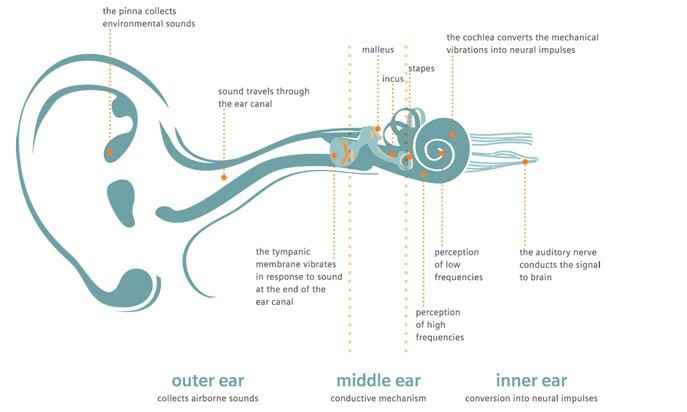 the pinna collects
environmental sounds
sound travels through
the ear canal
malleus
incus
stapes
the cochlea converts the mechanical
vibrations into neural impulses
the tympanic
membrane vibrates
in response to sound
at the end of the
ear canal
perception
of low
frequencies
perception
of high
frequencies
the auditory nerve
conducts the signal
to brain
outer ear
collects airborne sounds
middle ear
conductive mechanism
inner ear
conversion into neural impulses